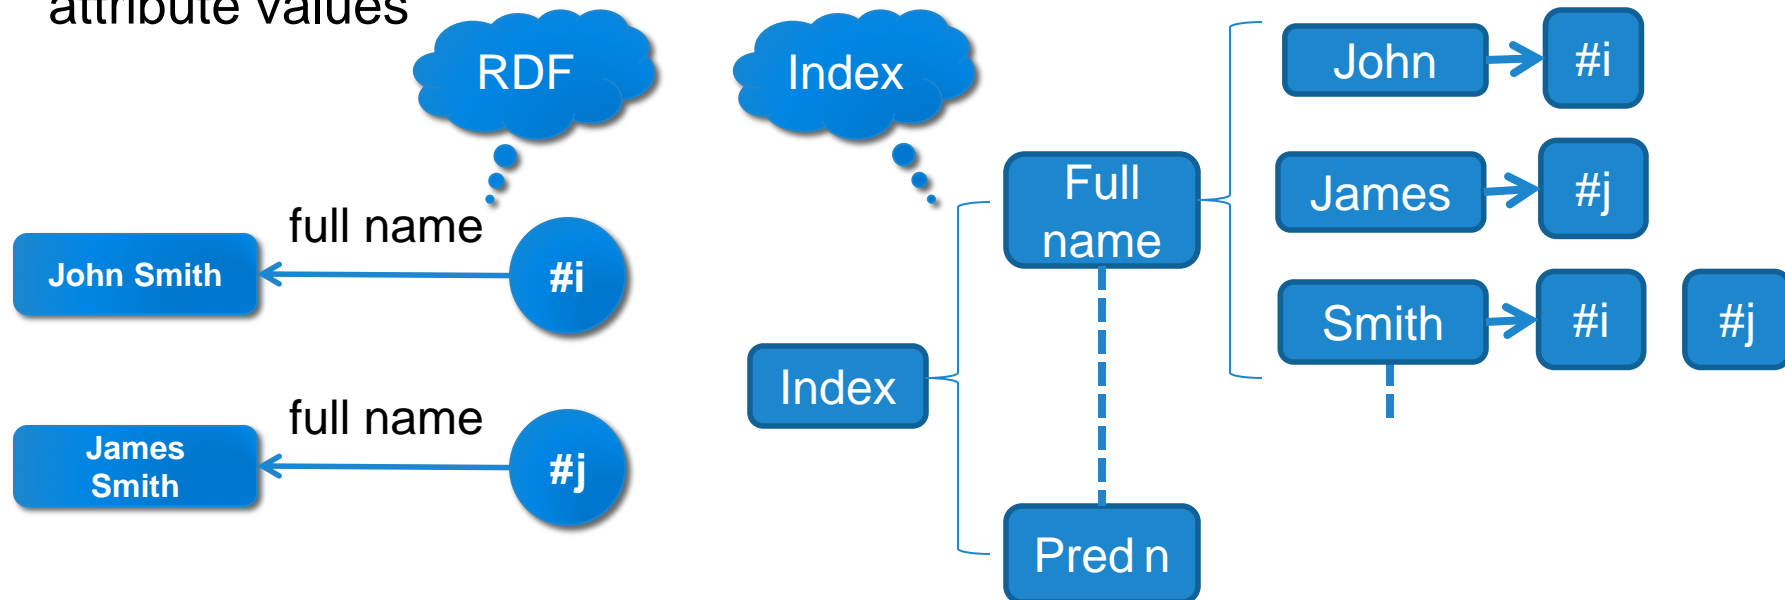 attribute values
RDF
Index
full name
John Smith
#i
full name
James
Smith
#j
Index
Full
name
Pred n
John
#i
James
#j
Smith
#i
#j